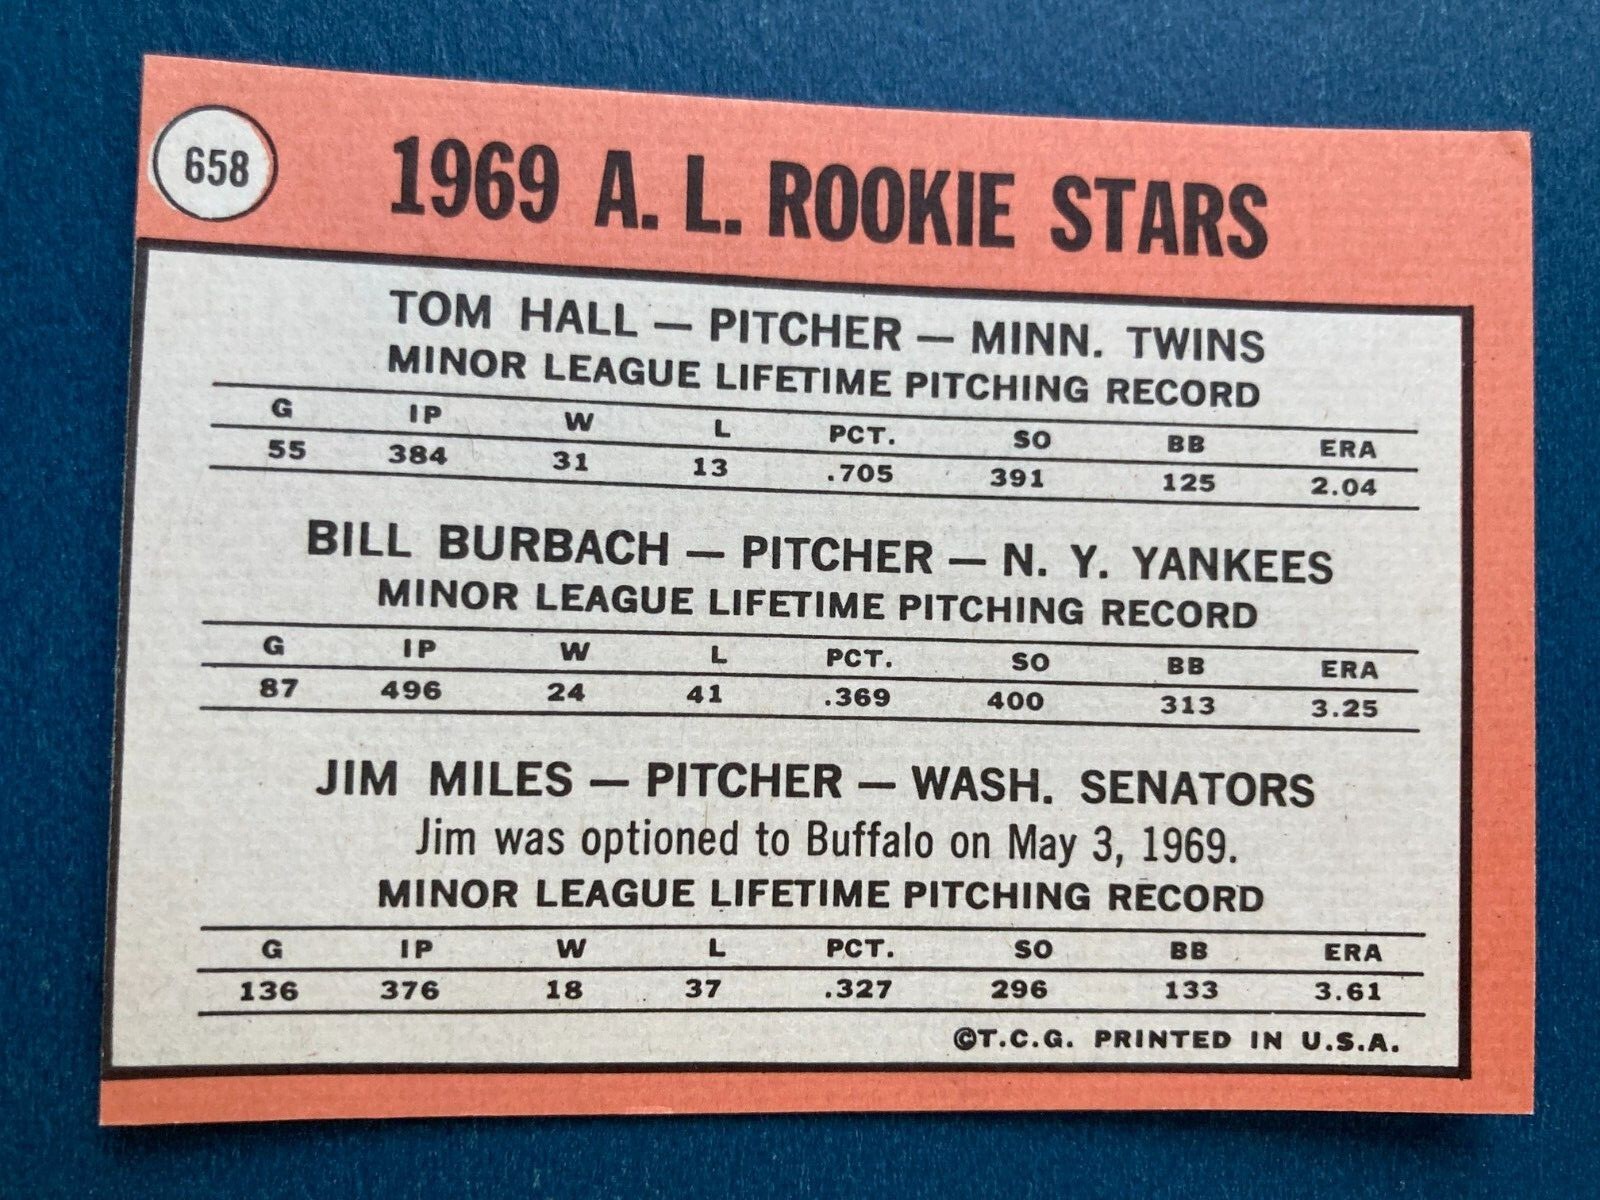 658
1969 A. L. ROOKIE STARS
TOM HALL — PITCHER — MINN. TWINS
MINOR LEAGUE LIFETIME PITCHING RECORD
G IP W L PCT. SO BB ERA
55 384 31 13 .705 391 125 2.04
BILL BURBACH — PITCHER — N. Y. YANKEES
MINOR LEAGUE LIFETIME PITCHING RECORD
G IP W L PCT. SO BB ERA
87 496 24 41 .369 400 313 3.25
JIM MILES — PITCHER — WASH. SENATORS
Jim was optioned to Buffalo on May 3, 1969.
MINOR LEAGUE LIFETIME PITCHING RECORD
G IP W L PCT. SO BB ERA
136 376 18 37 .327 296 133 3.61
©T.C.G. PRINTED IN U.S.A.